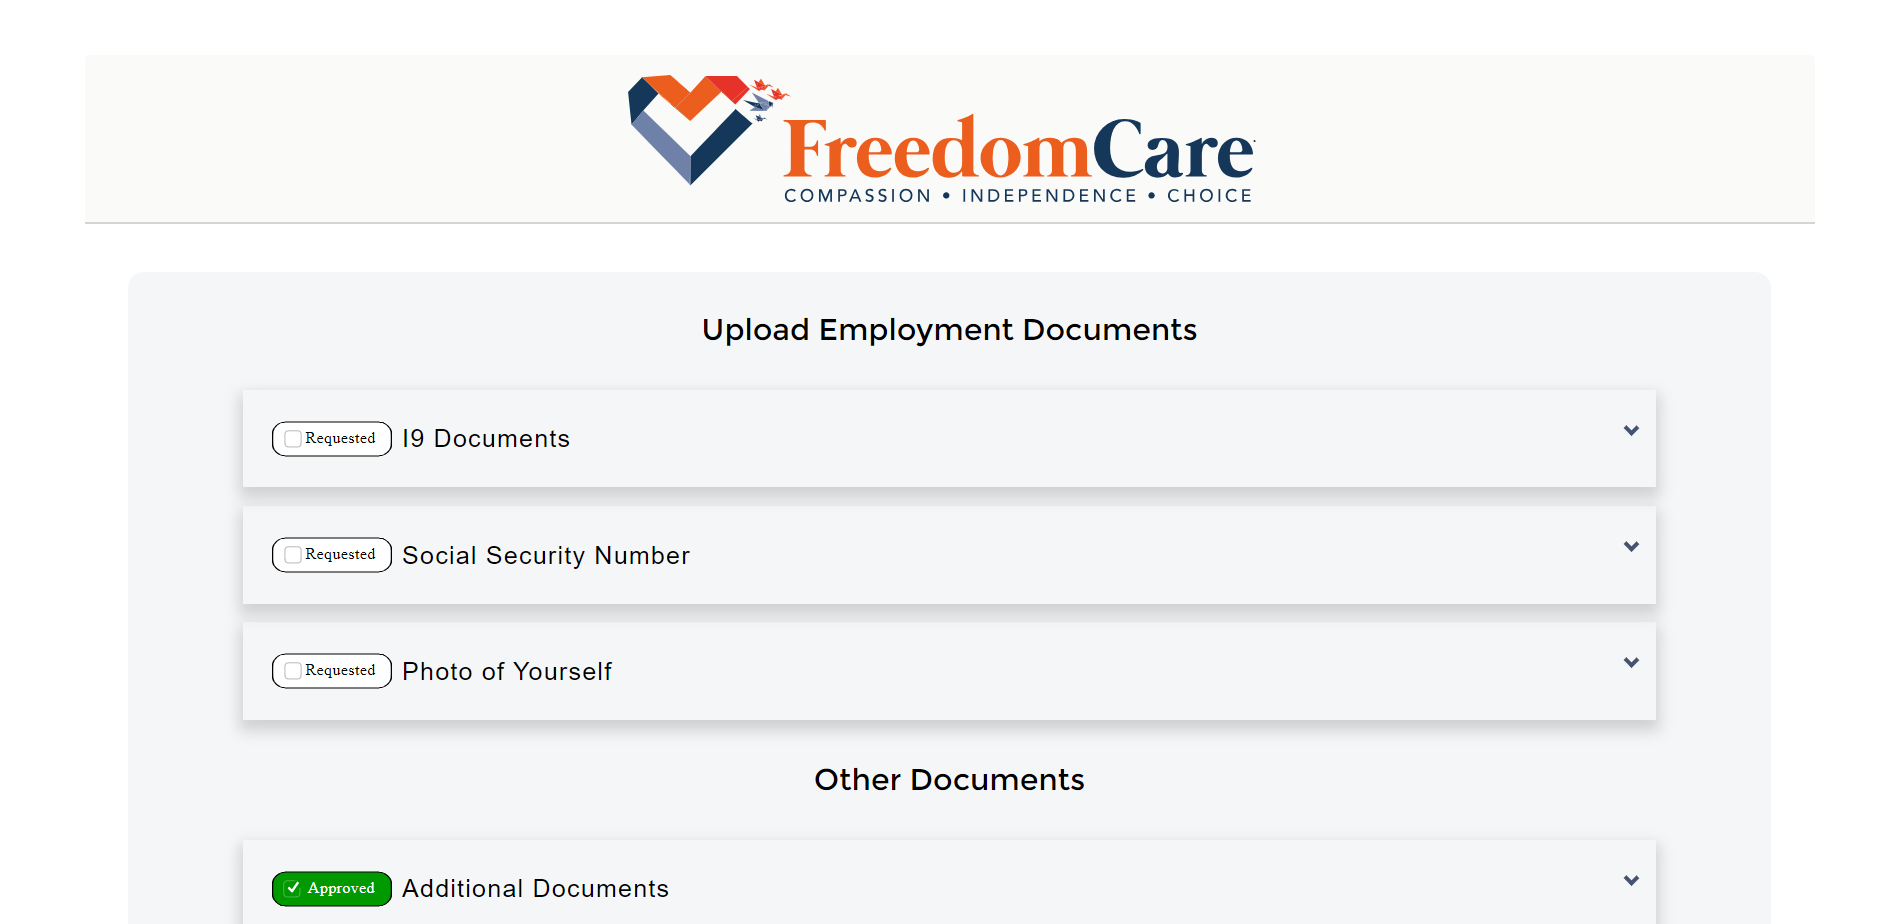 FreedomCare
COMPASSION • INDEPENDENCE • CHOICE
Upload Employment Documents
Requested I9 Documents
Requested Social Security Number
Requested Photo of Yourself
Other Documents
Approved Additional Documents